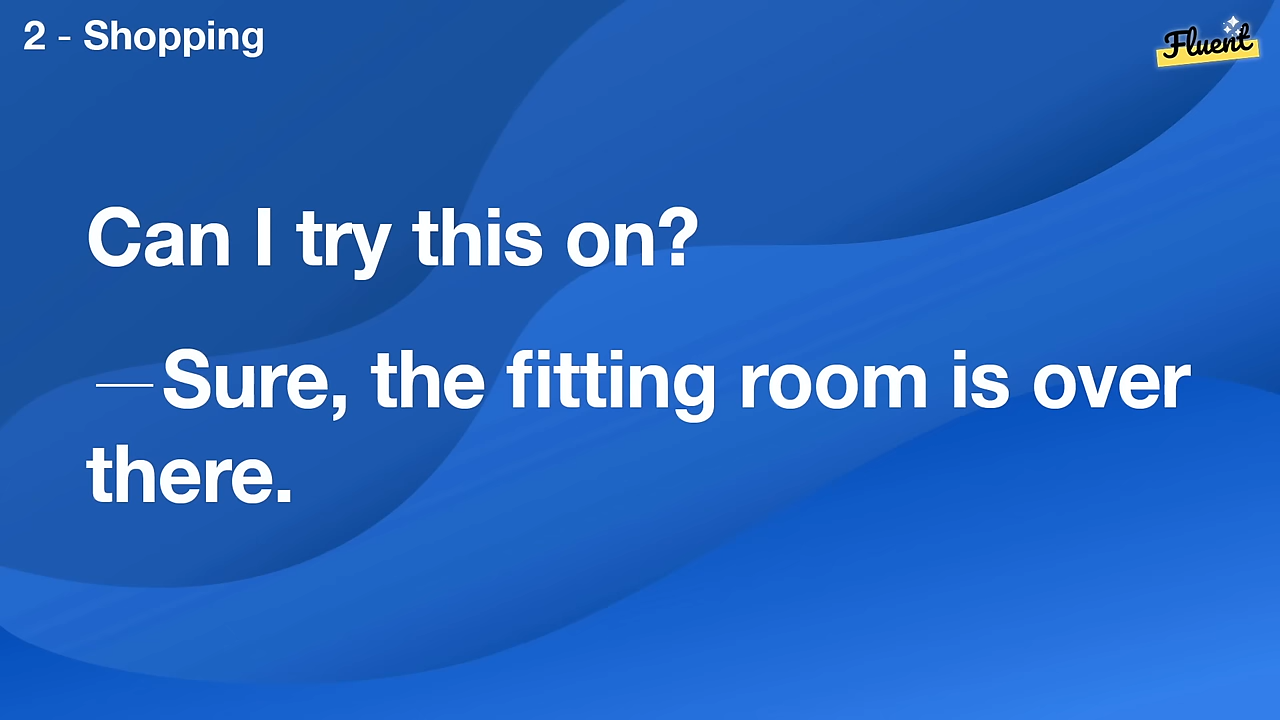 2 - Shopping
Fluent
Can I try this on?
—Sure, the fitting room is over
there.